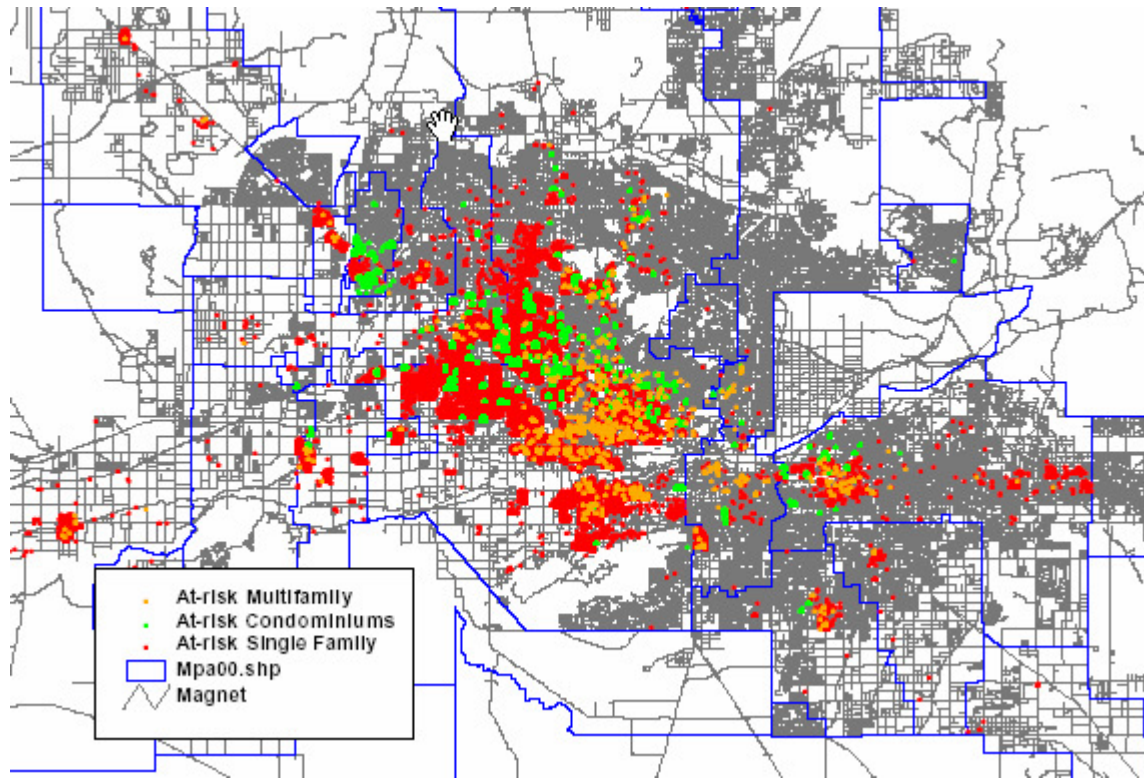 At-risk Multifamily
At-risk Condominiums
At-risk Single Family
Mpa00.shp
Magnet